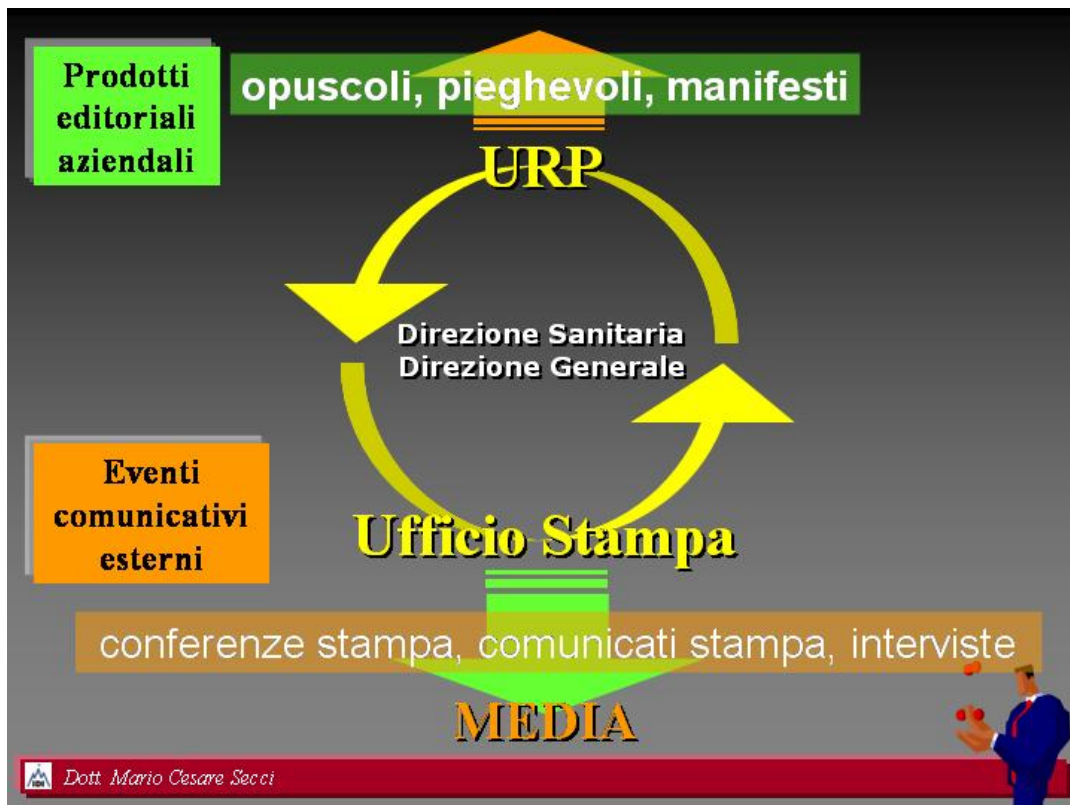 Prodotti
editoriali
aziendali
opuscoli, pieghevoli, manifesti
URP
Direzione Sanitaria
Direzione Generale
Eventi
comunicativi
esterni
Ufficio Stampa
conferenze stampa, comunicati stampa, interviste
MEDIA
IDI
Dott. Mario Cesare Secci